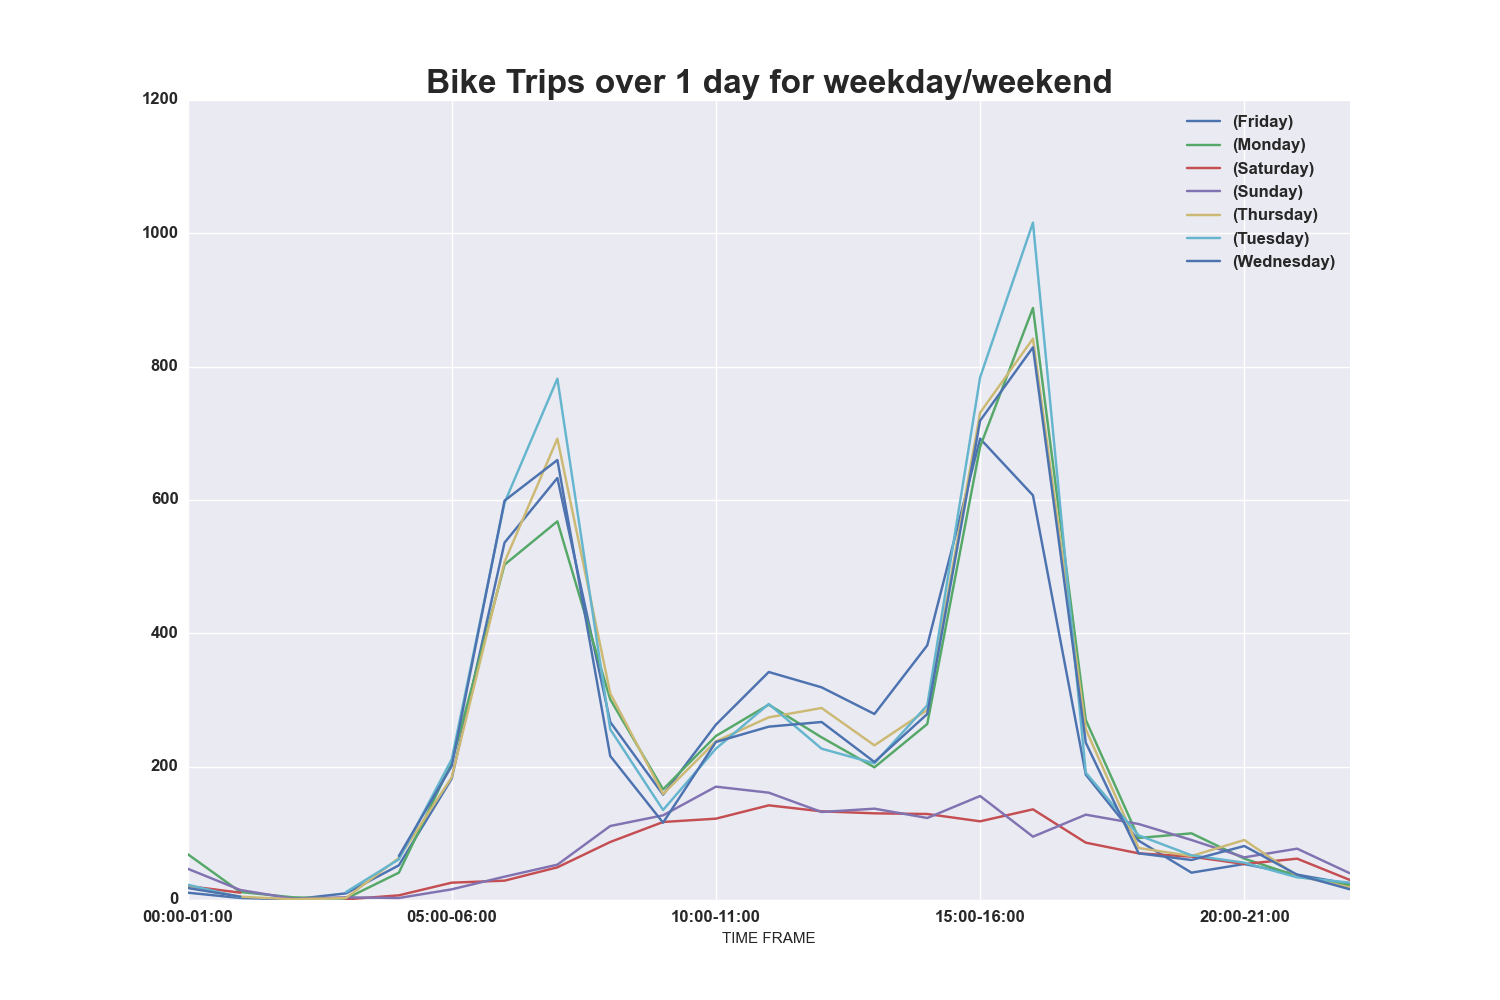 Bike Trips over 1 day for weekday/weekend
1200
1000
800
600
400
200
0
(Friday)
(Monday)
(Saturday)
(Sunday)
(Thursday)
(Tuesday)
(Wednesday)
00:00-01:00 05:00-06:00 10:00-11:00 15:00-16:00 20:00-21:00
TIME FRAME